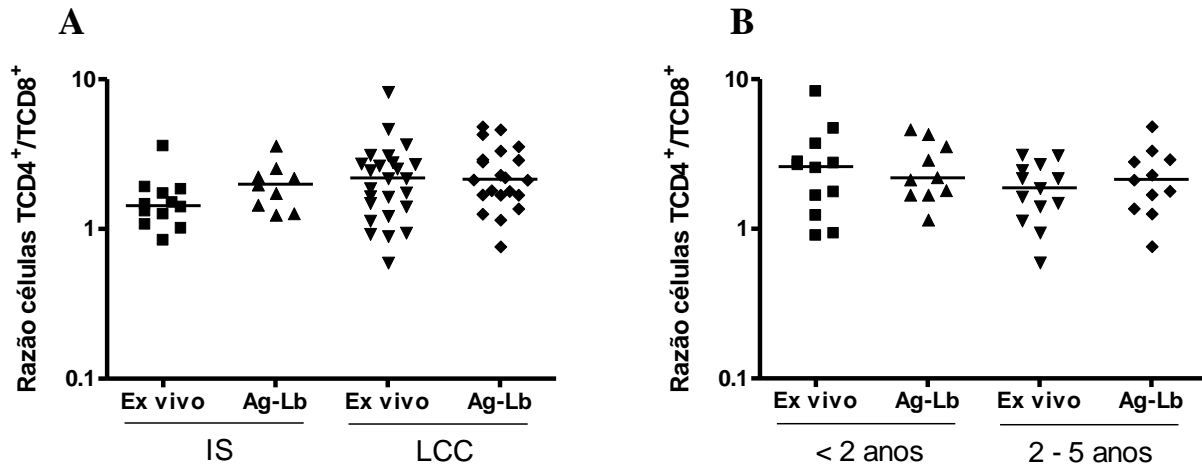 A
Razão células TCD4⁺/TCD8⁺
10
1
0.1
Ex vivo Ag-Lb Ex vivo Ag-Lb
IS LCC
B
Razão células TCD4⁺/TCD8⁺
10
1
0.1
Ex vivo Ag-Lb Ex vivo Ag-Lb
< 2 anos 2 - 5 anos